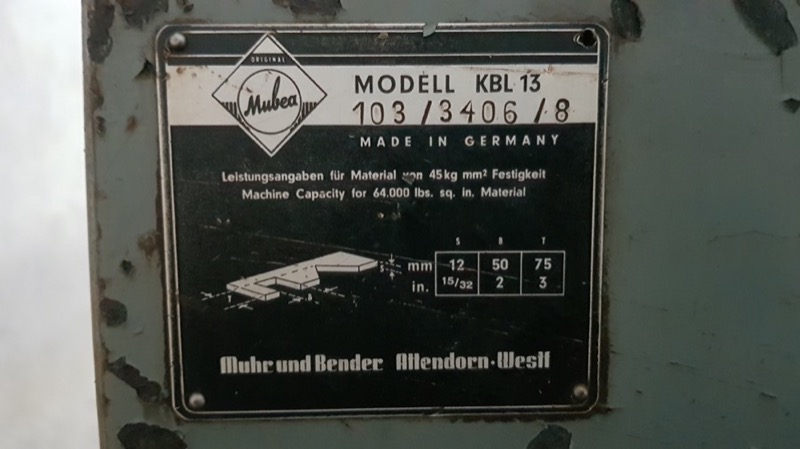 ORIGINAL
Mubea
MODELL KBL 13
103/3406/8
MADE IN GERMANY
Leistungsangaben für Material von 45kg mm² Festigkeit
Machine Capacity for 64.000 lbs. sq. in. Material
S B T
S mm 12 50 75
T B in. 15/32 2 3
Muhr und Bender Attendorn·Westf